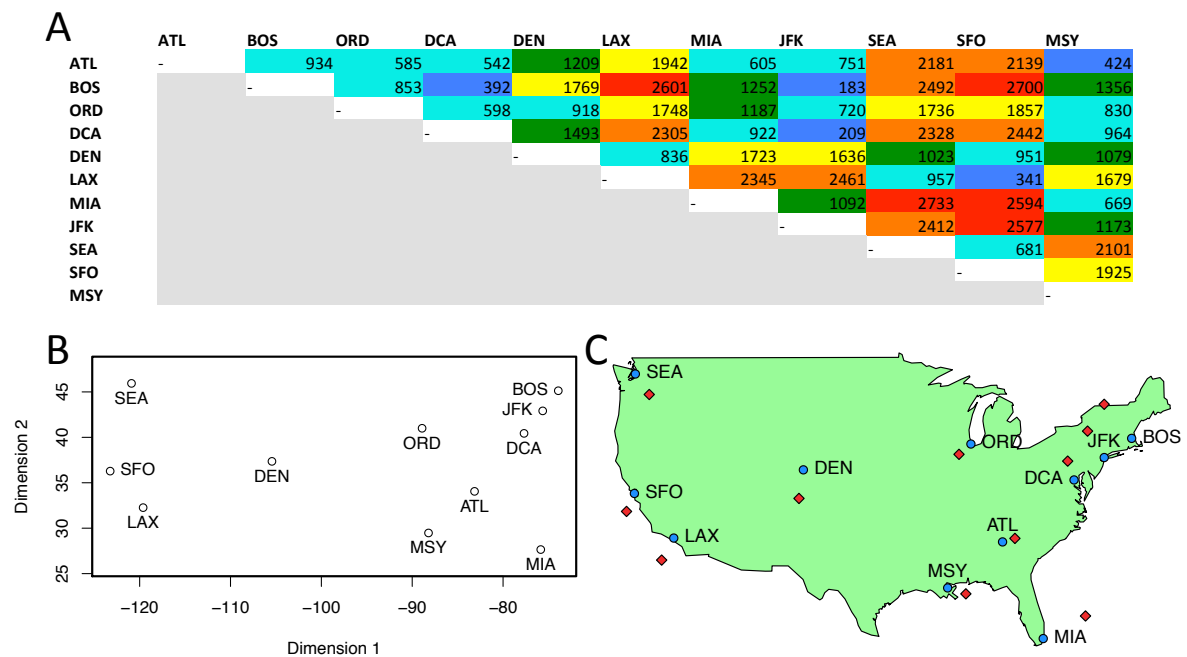 A
ATL BOS ORD DCA DEN LAX MIA JFK SEA SFO MSY
ATL - 934 585 542 1209 1942 605 751 2181 2139 424
BOS - 853 392 1769 2601 1252 183 2492 2700 1356
ORD - 598 918 1748 1187 720 1736 1857 830
DCA - 1493 2305 922 209 2328 2442 964
DEN - 836 1723 1636 1023 951 1079
LAX - 2345 2461 957 341 1679
MIA - 1092 2733 2594 669
JFK - 2412 2577 1173
SEA - 681 2101
SFO - 1925
MSY -
B
Dimension 2
45
40
35
30
25
SEA
BOS
JFK
DCA
ORD
SFO
DEN
LAX
ATL
MSY
MIA
−120 −110 −100 −90 −80
Dimension 1
C
SEA
ORD
JFK
BOS
DEN
DCA
SFO
LAX
ATL
MSY
MIA